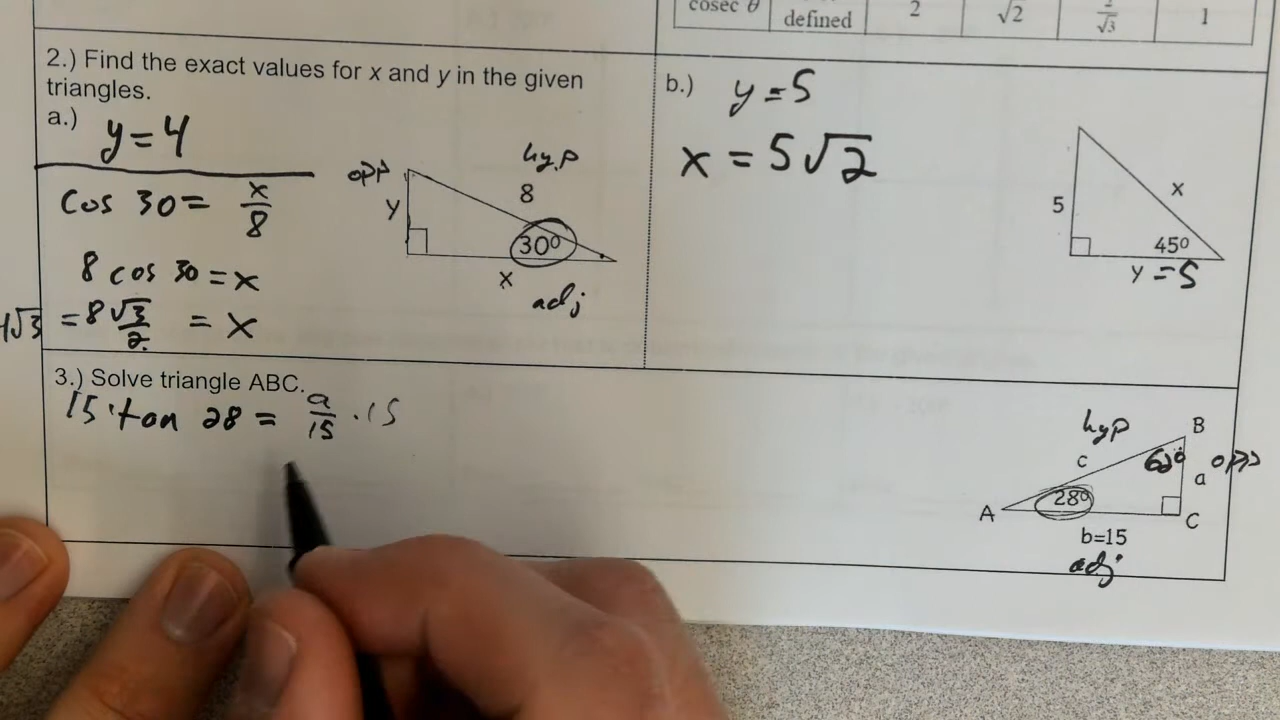 cosec θ defined 2 √2 2/√3 1
2.) Find the exact values for x and y in the given
triangles.
a.) y = 4
cos 30 = x/8
8 cos 30 = x
4√3 = 8 √3/2 = x
opp
hyp
8
y
30°
x
adj
b.) y = 5
x = 5√2
5
x
45°
y = 5
3.) Solve triangle ABC.
15 · tan 28 = a/15 · 15
hyp
B
c
62°
opp
a
A
28°
C
b=15
adj